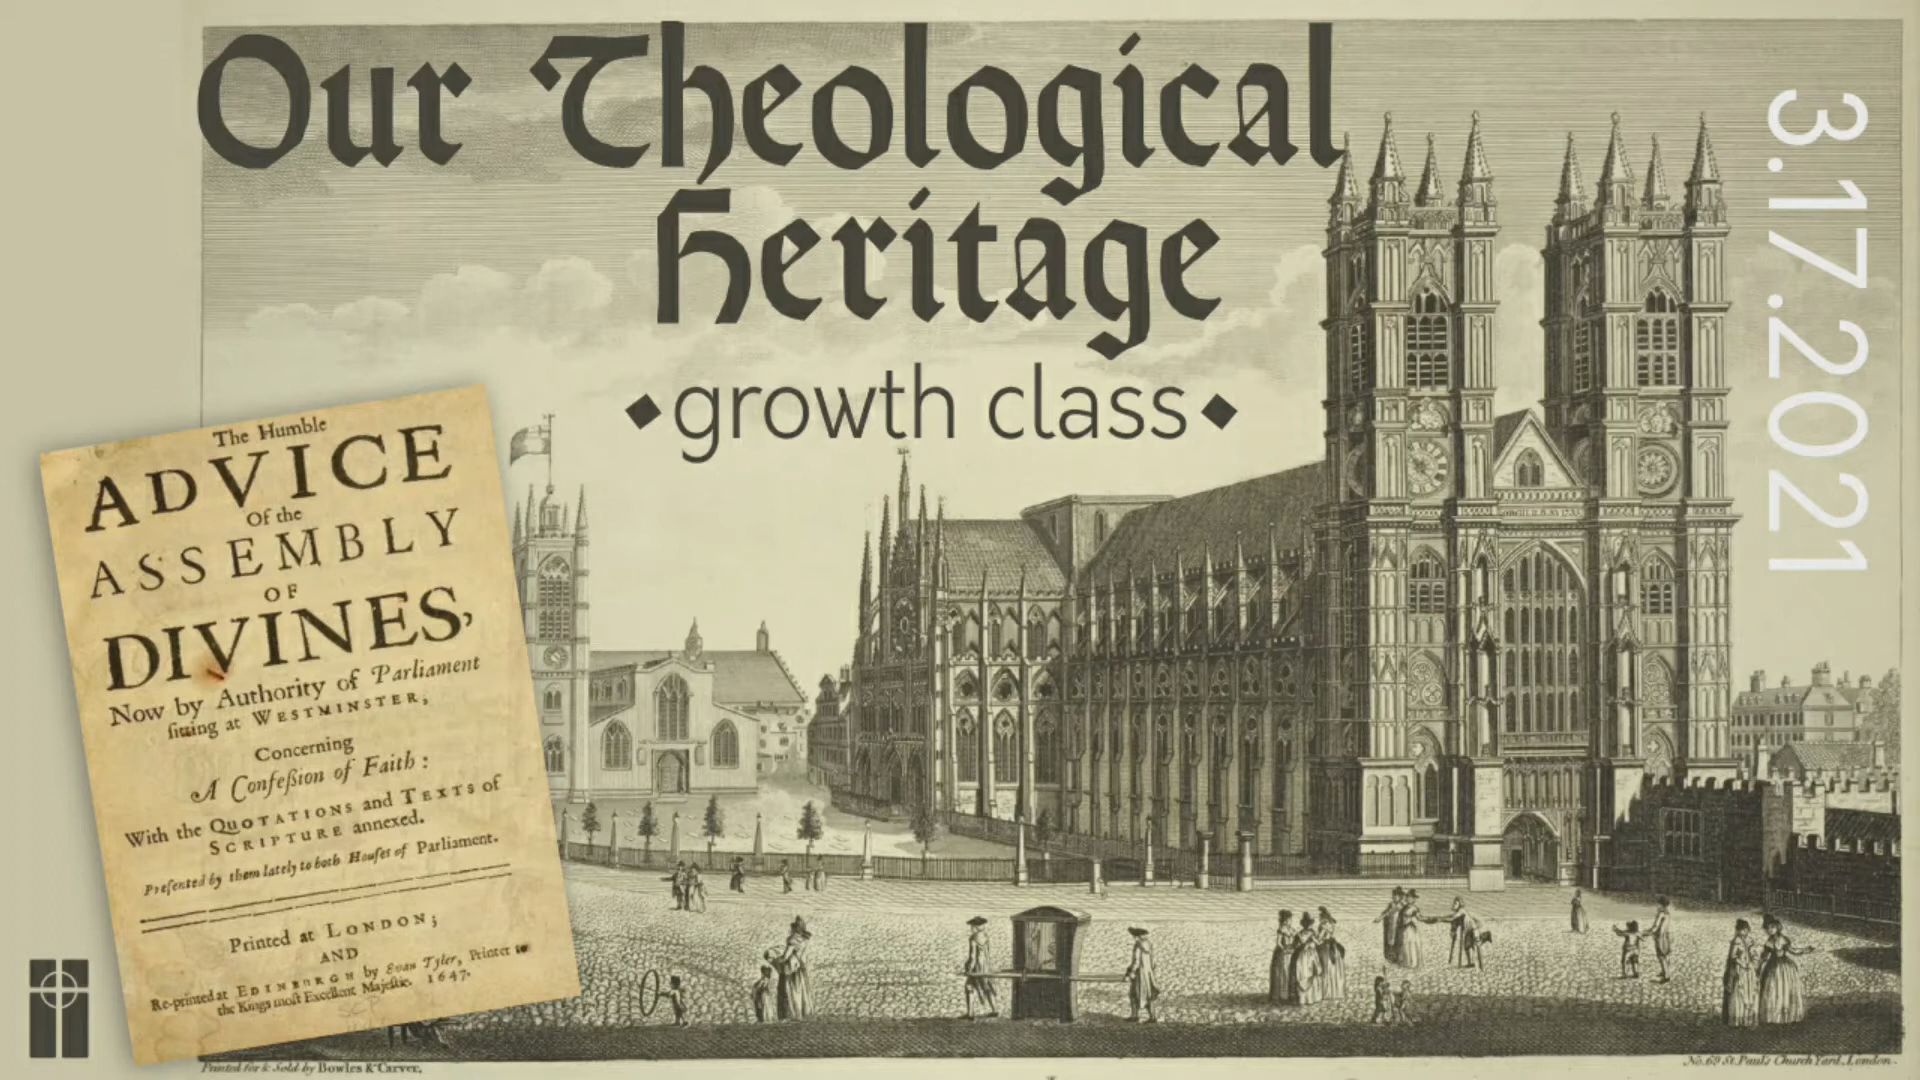 Our Theological
Heritage
growth class
3.17.2021
The Humble
ADVICE
Of the
ASSEMBLY
OF
DIVINES,
Now by Authority of Parliament
sitting at WESTMINSTER,
Concerning
A Confeßion of Faith :
With the QUOTATIONS and TEXTS of
SCRIPTURE annexed.
Preſented by them lately to both Houſes of Parliament.
Printed at LONDON;
AND
Re-printed at EDINBURGH by Evan Tyler, Printer to
the Kings moſt Excellent Majeſtie. 1647.
Printed for & Sold by Bowles & Carver,
No. 69 St. Paul's Church Yard, London.